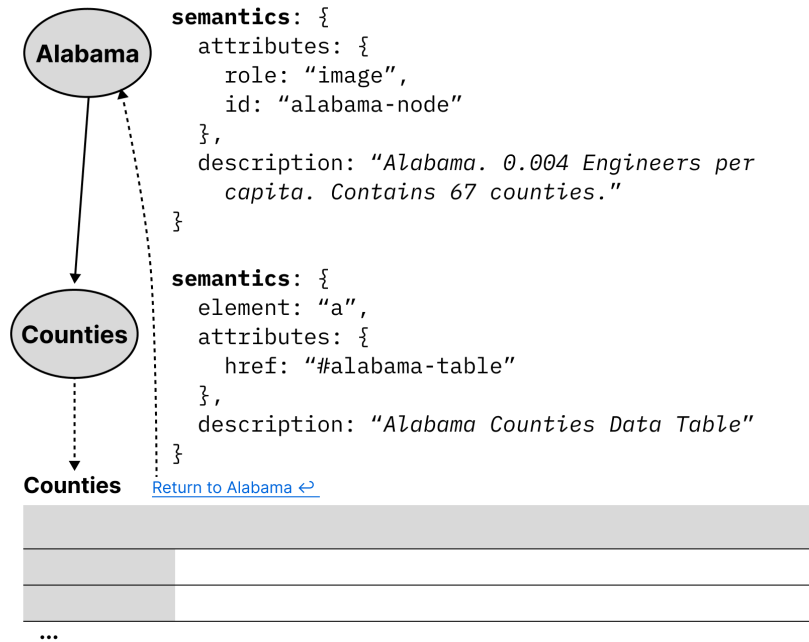 Alabama
semantics: {
attributes: {
role: “image”,
id: “alabama-node”
},
description: “Alabama. 0.004 Engineers per
capita. Contains 67 counties.”
}
Counties
semantics: {
element: “a”,
attributes: {
href: “#alabama-table”
},
description: “Alabama Counties Data Table”
}
Counties
Return to Alabama ↩
...